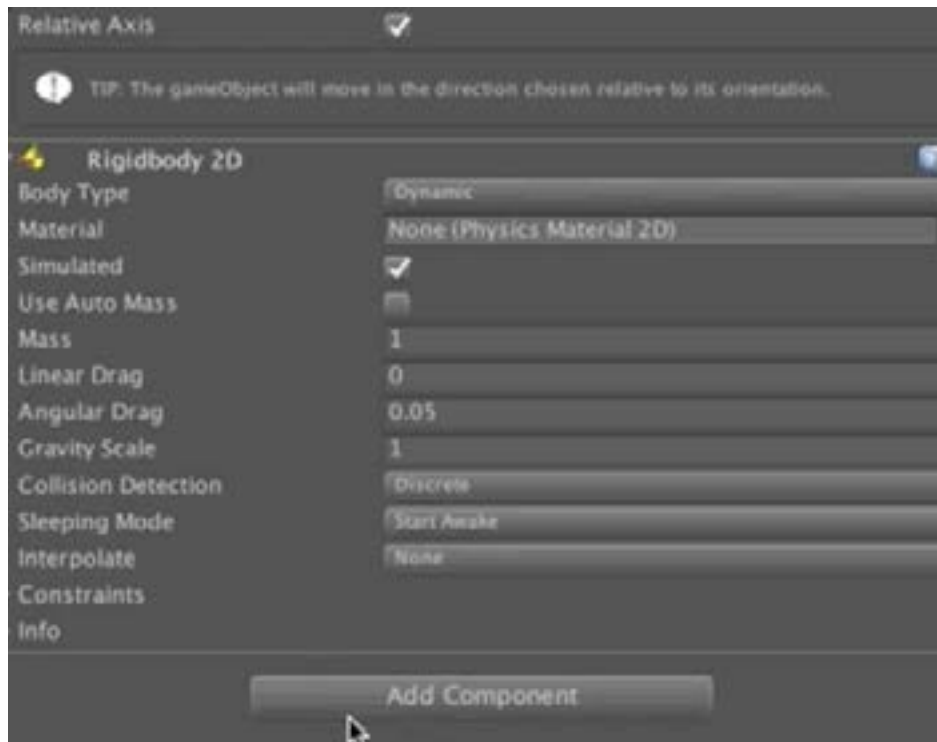 Relative Axis
TIP: The gameObject will move in the direction chosen relative to its orientation.
Rigidbody 2D
Body Type Dynamic
Material None (Physics Material 2D)
Simulated
Use Auto Mass
Mass 1
Linear Drag 0
Angular Drag 0.05
Gravity Scale 1
Collision Detection Discrete
Sleeping Mode Start Awake
Interpolate None
Constraints
Info
Add Component